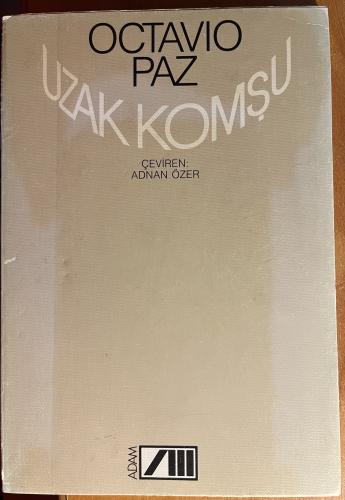 OCTAVIO
PAZ
UZAK KOMŞU
ÇEVİREN:
ADNAN ÖZER
ADAM